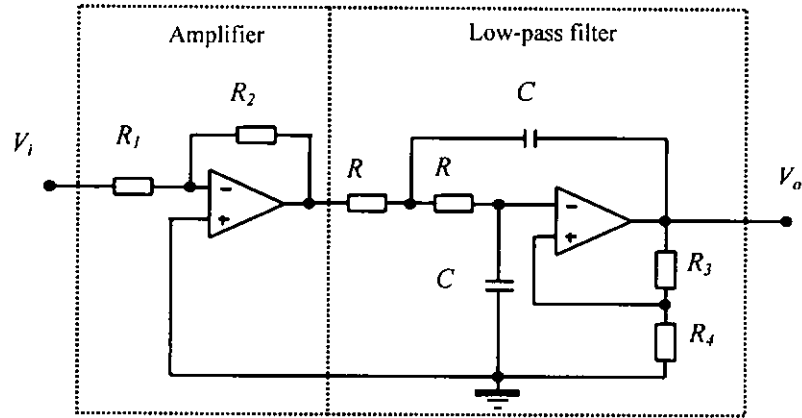 Amplifier
Low-pass filter
R₂
C
Vᵢ
R₁
R
R
Vₒ
−
+
−
+
R₃
C
R₄